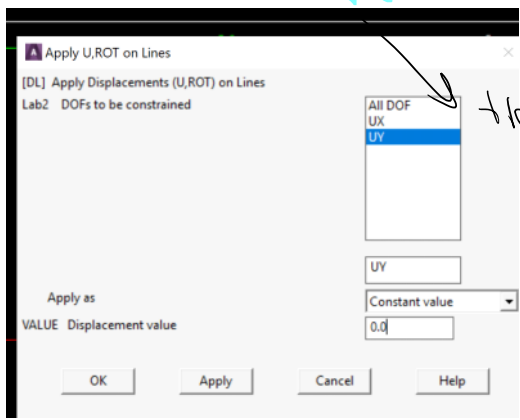 Apply U,ROT on Lines
[DL] Apply Displacements (U,ROT) on Lines
Lab2 DOFs to be constrained
All DOF
UX
UY
UY
Apply as
Constant value
VALUE Displacement value
0.0
OK
Apply
Cancel
Help